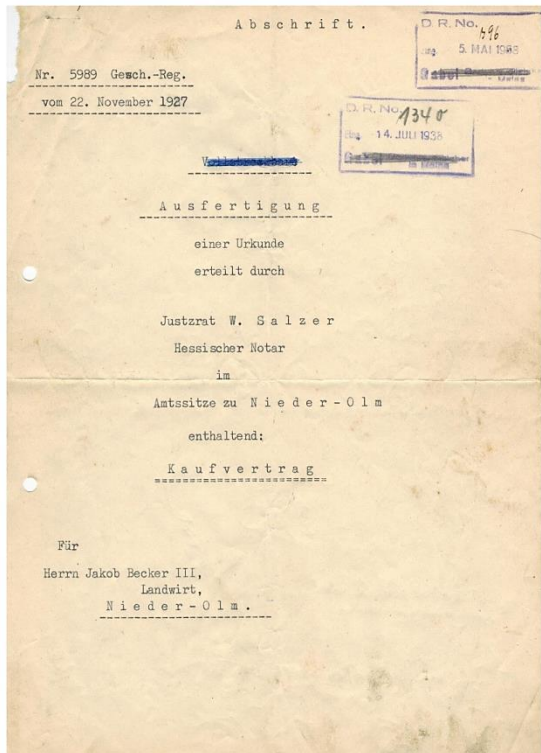 Abschrift.
D. R. No.
5. MAI 1938
Nr. 5989 Gesch.-Reg.
vom 22. November 1927
D. R. No. 1340
14. JULI 1938
Ausfertigung
einer Urkunde
erteilt durch
Justzrat W. Salzer
Hessischer Notar
im
Amtssitze zu Nieder-Olm
enthaltend:
Kaufvertrag
Für
Herrn Jakob Becker III,
Landwirt,
Nieder-Olm.